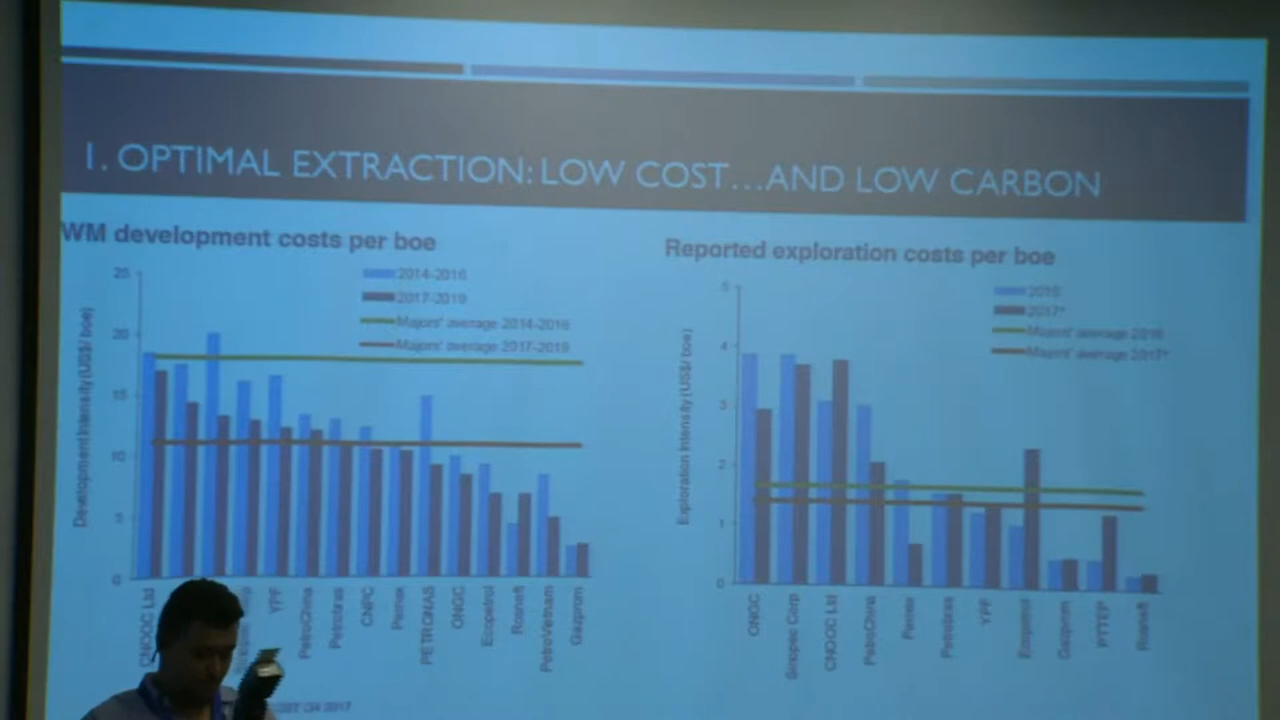 1. OPTIMAL EXTRACTION: LOW COST...AND LOW CARBON
WM development costs per boe
25
20
15
10
5
0
Development Intensity (US$/ boe)
2014-2016
2017-2019
Majors' average 2014-2016
Majors' average 2017-2019
CNOOC Ltd
YPF
PetroChina
Petrobras
CNPC
Pemex
PETRONAS
ONGC
Ecopetrol
Rosneft
PetroVietnam
Gazprom
Q4 2017
Reported exploration costs per boe
5
4
3
2
1
0
Exploration Intensity (US$/ boe)
2016
2017*
Majors' average 2016
Majors' average 2017*
ONGC
Sinopec Corp
CNOOC Ltd
PetroChina
Pemex
Petrobras
YPF
Ecopetrol
Gazprom
PTTEP
Rosneft